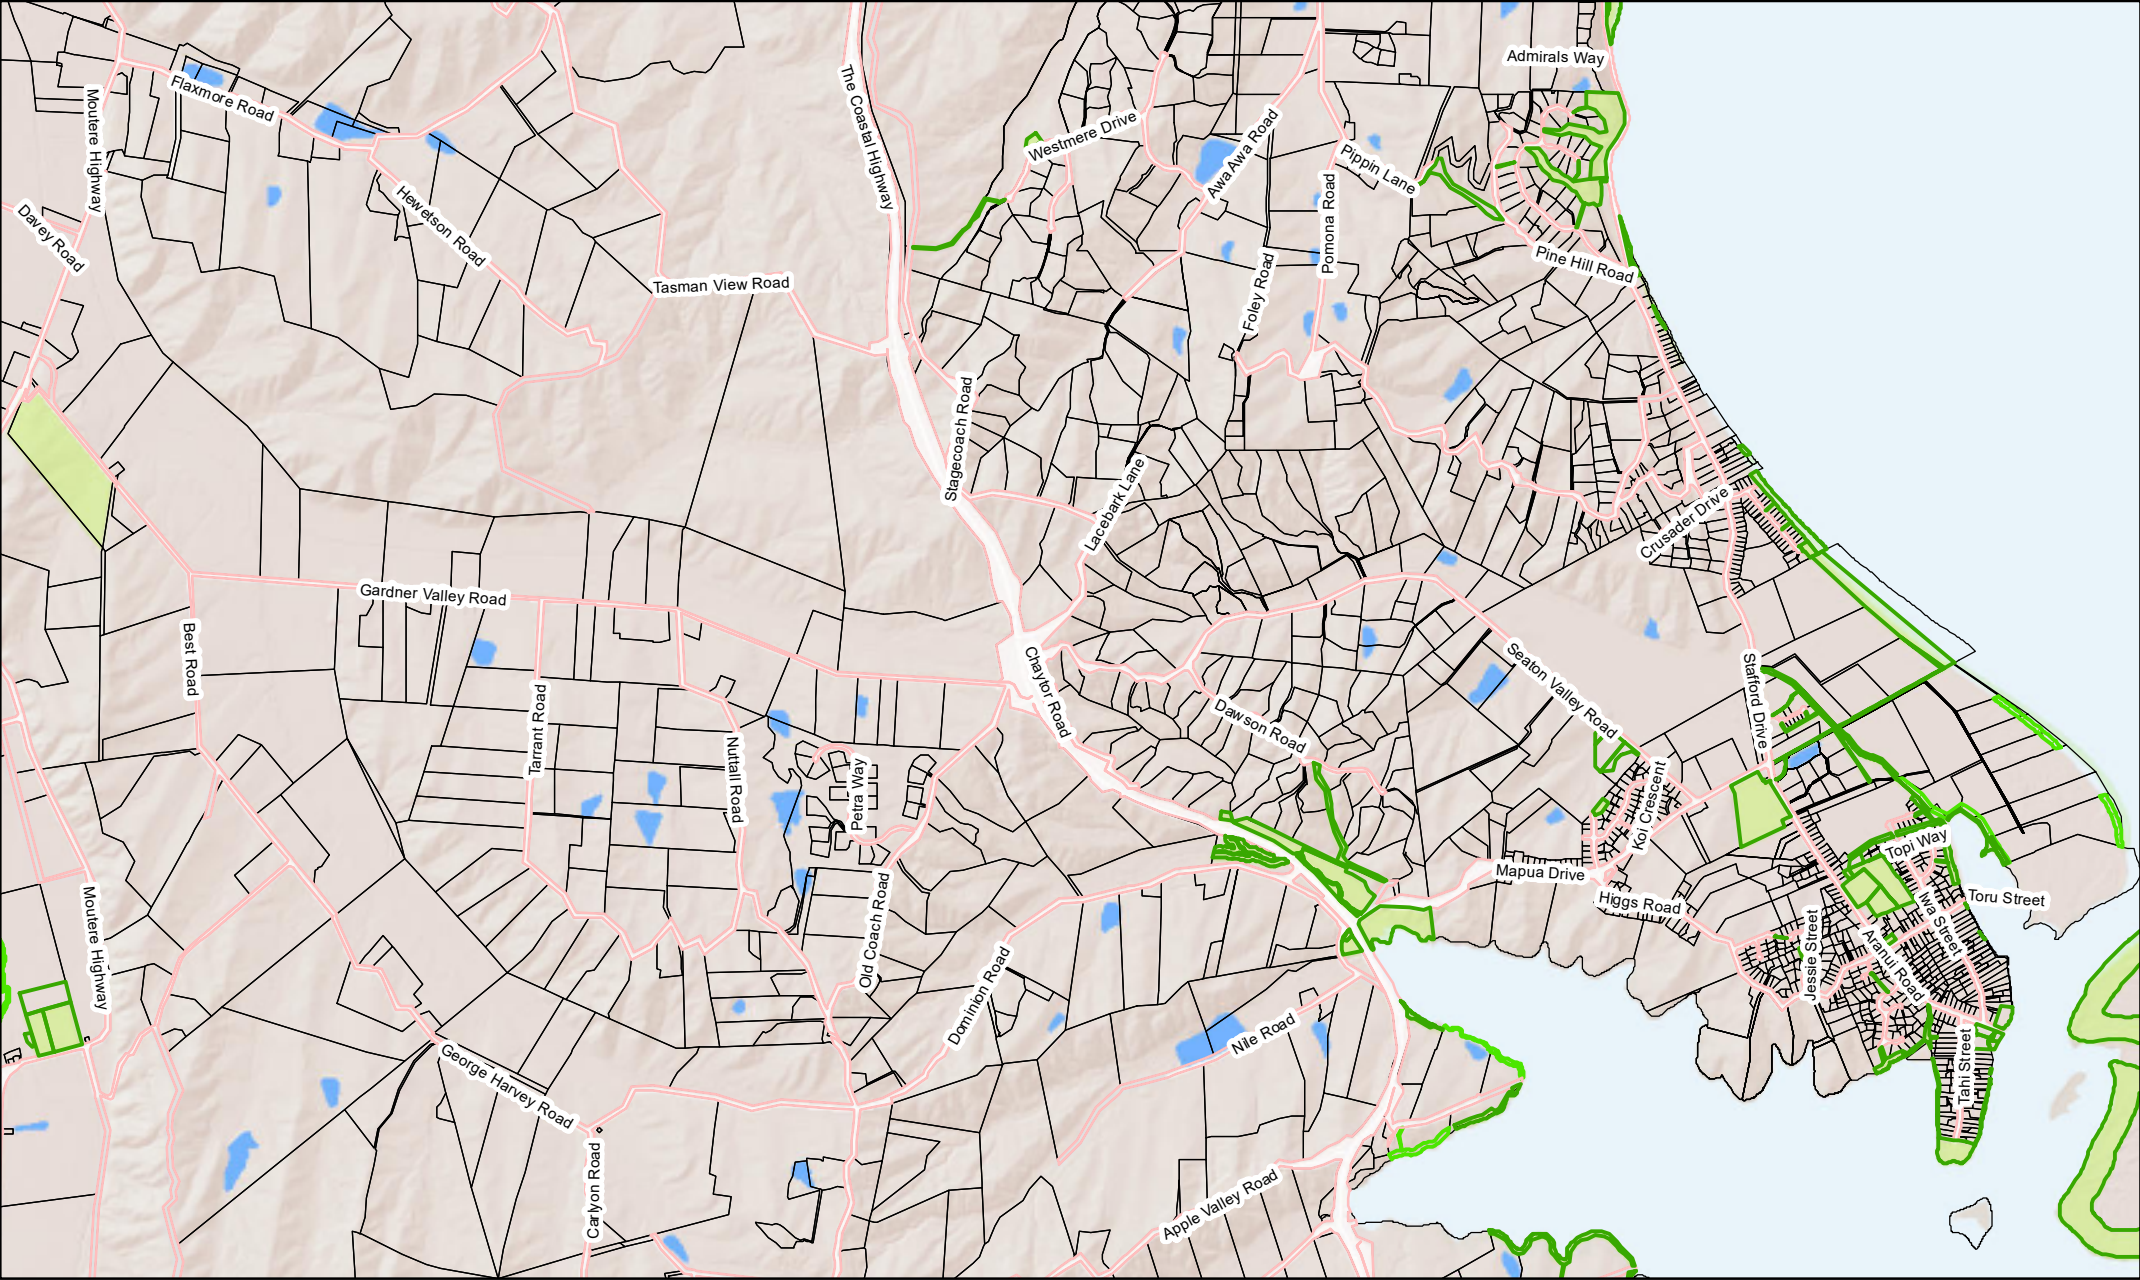 Admirals Way
Flaxmore Road
Moutere Highway
The Coastal Highway
Westmere Drive
Awa Awa Road
Pippin Lane
Davey Road
Hewetson Road
Pomona Road
Pine Hill Road
Tasman View Road
Foley Road
Stagecoach Road
Lacebark Lane
Crusader Drive
Gardner Valley Road
Best Road
Chaytor Road
Seaton Valley Road
Stafford Drive
Tarrant Road
Nuttall Road
Petra Way
Dawson Road
Koi Crescent
Topi Way
Mapua Drive
Higgs Road
Toru Street
Iwa Street
Jessie Street
Aranui Road
Moutere Highway
Old Coach Road
Dominion Road
Nile Road
George Harvey Road
Tahi Street
Carlyon Road
Apple Valley Road